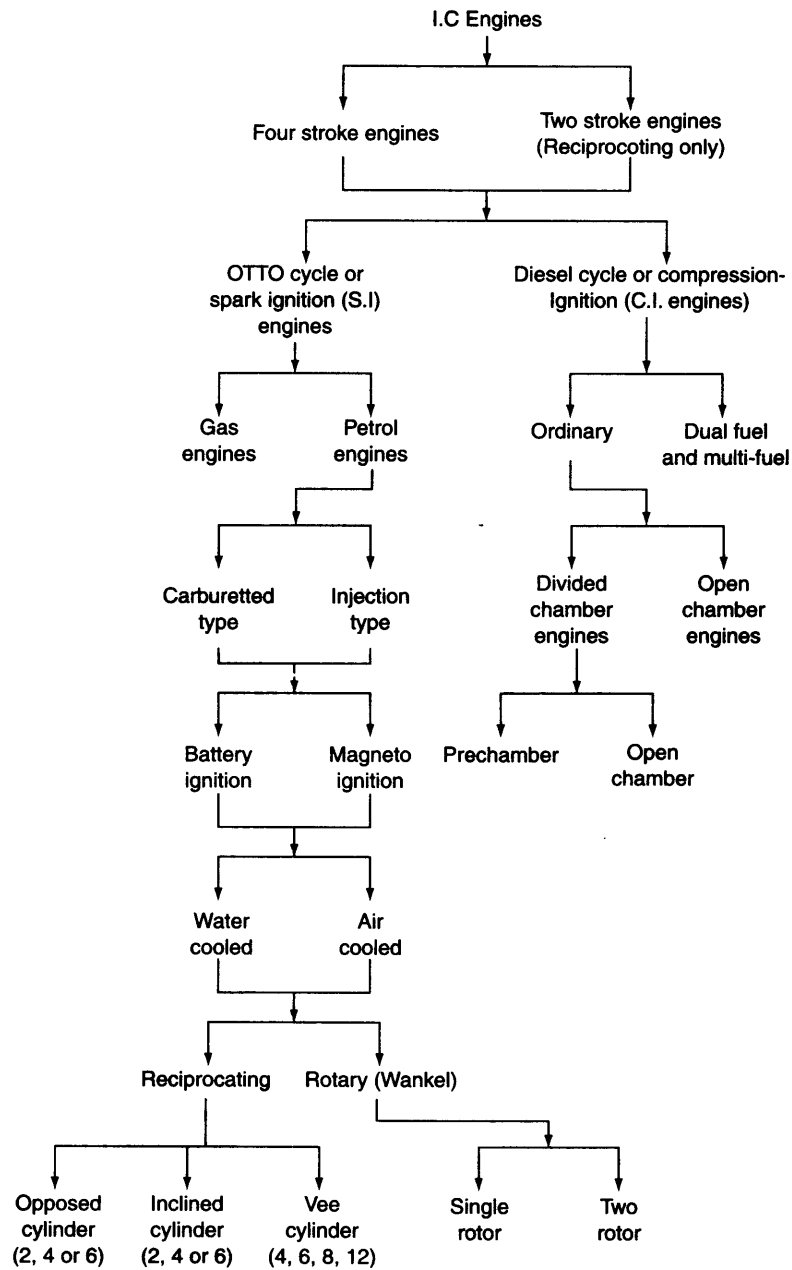 I.C Engines
Four stroke engines
Two stroke engines
(Reciprocoting only)
OTTO cycle or
spark ignition (S.I)
engines
Diesel cycle or compression-
Ignition (C.I. engines)
Gas
engines
Petrol
engines
Ordinary
Dual fuel
and multi-fuel
Carburetted
type
Injection
type
Divided
chamber
engines
Open
chamber
engines
Battery
ignition
Magneto
ignition
Prechamber
Open
chamber
Water
cooled
Air
cooled
Reciprocating
Rotary (Wankel)
Opposed
cylinder
(2, 4 or 6)
Inclined
cylinder
(2, 4 or 6)
Vee
cylinder
(4, 6, 8, 12)
Single
rotor
Two
rotor